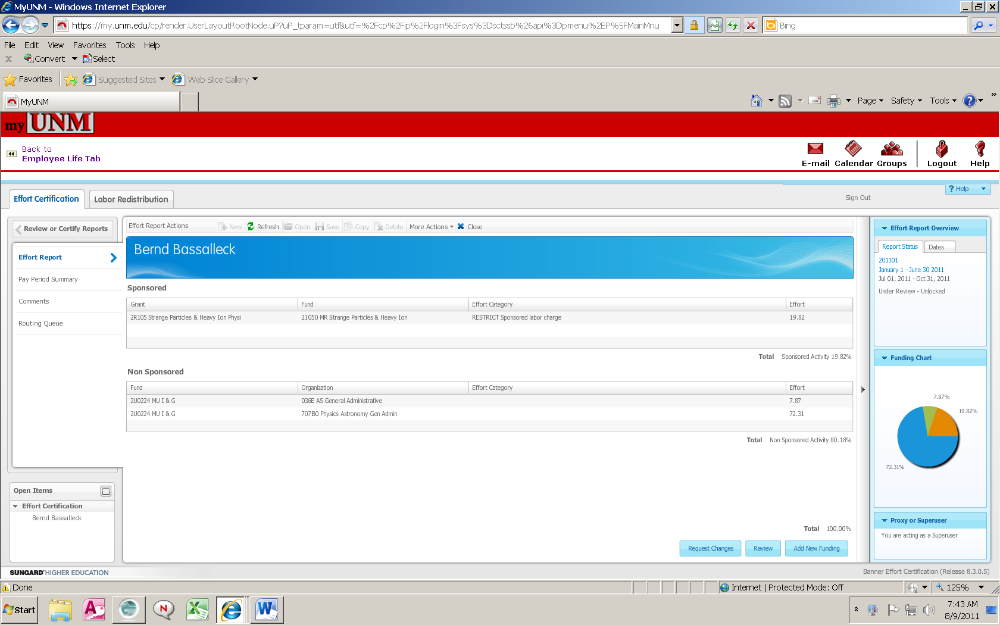 MyUNM - Windows Internet Explorer
https://my.unm.edu/cp/render.UserLayoutRootNode.uP?uP_tparam=utf&utf=%2Fcp%2Fip%2Flogin%3Fsys%3Dsctssb%26api%3Dpmenu%2EP%5FMainMnu
Bing
File Edit View Favorites Tools Help
x Convert Select
Favorites Suggested Sites Web Slice Gallery
MyUNM
Page Safety Tools
my UNM
Back to
Employee Life Tab
E-mail Calendar Groups Logout Help
? Help
Sign Out
Effort Certification Labor Redistribution
Review or Certify Reports
Effort Report
Pay Period Summary
Comments
Routing Queue
Open Items
Effort Certification
Bernd Bassalleck
Effort Report Actions New Refresh Open Save Copy Delete More Actions Close
Bernd Bassalleck
Sponsored
Grant Fund Effort Category Effort
2R105 Strange Particles & Heavy Ion Physi 21050 MR Strange Particles & Heavy Ion RESTRICT Sponsored labor charge 19.82
Total Sponsored Activity 19.82%
Non Sponsored
Fund Organization Effort Category Effort
2U0224 MU I & G 036E AS General Administrative 7.87
2U0224 MU I & G 707B0 Physics Astronomy Gen Admin 72.31
Total Non Sponsored Activity 80.18%
Total 100.00%
Request Changes Review Add New Funding
Effort Report Overview
Report Status Dates
201101
January 1 - June 30 2011
Jul 01, 2011 - Oct 31, 2011
Under Review - Unlocked
Funding Chart
7.87%
19.82%
72.31%
Proxy or Superuser
You are acting as a Superuser
SUNGARD HIGHER EDUCATION
Banner Effort Certification (Release 8.3.0.5)
Done
Internet | Protected Mode: Off
125%
Start
7:43 AM
8/9/2011